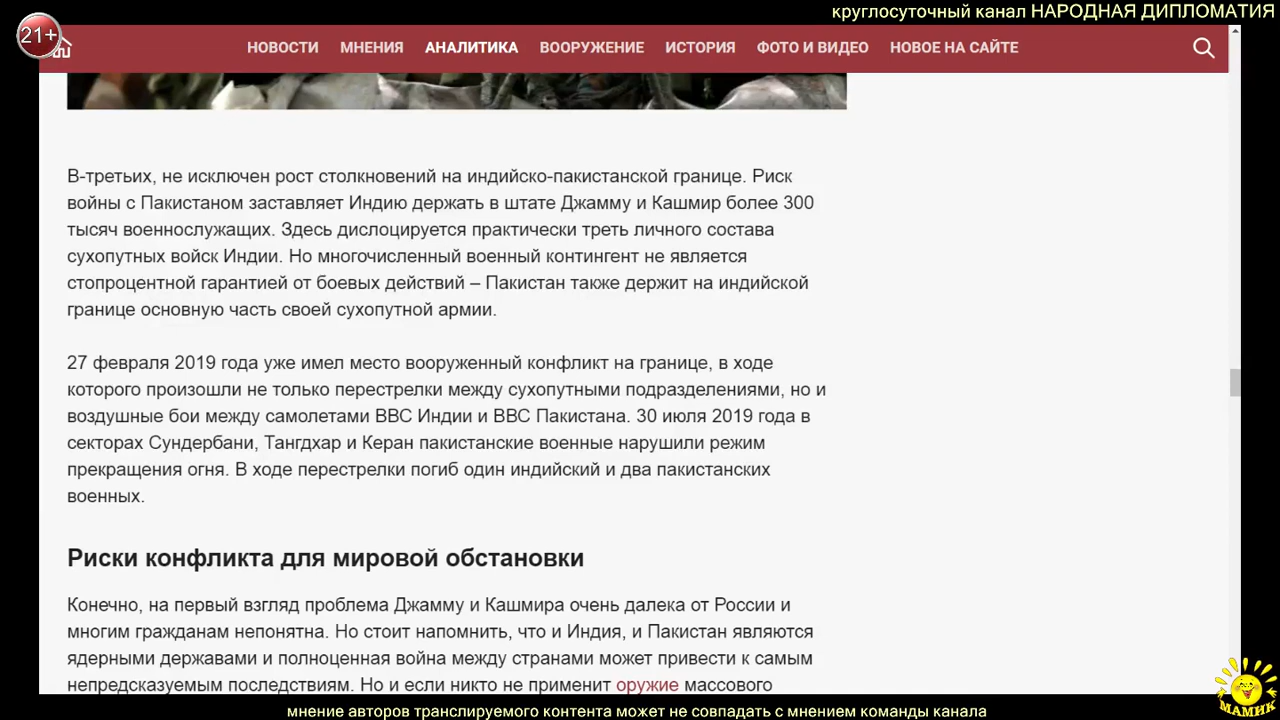 круглосуточный канал НАРОДНАЯ ДИПЛОМАТИЯ
21+
НОВОСТИ МНЕНИЯ АНАЛИТИКА ВООРУЖЕНИЕ ИСТОРИЯ ФОТО И ВИДЕО НОВОЕ НА САЙТЕ
В-третьих, не исключен рост столкновений на индийско-пакистанской границе. Риск
войны с Пакистаном заставляет Индию держать в штате Джамму и Кашмир более 300
тысяч военнослужащих. Здесь дислоцируется практически треть личного состава
сухопутных войск Индии. Но многочисленный военный контингент не является
стопроцентной гарантией от боевых действий – Пакистан также держит на индийской
границе основную часть своей сухопутной армии.
27 февраля 2019 года уже имел место вооруженный конфликт на границе, в ходе
которого произошли не только перестрелки между сухопутными подразделениями, но и
воздушные бои между самолетами ВВС Индии и ВВС Пакистана. 30 июля 2019 года в
секторах Сундербани, Тангдхар и Керан пакистанские военные нарушили режим
прекращения огня. В ходе перестрелки погиб один индийский и два пакистанских
военных.
Риски конфликта для мировой обстановки
Конечно, на первый взгляд проблема Джамму и Кашмира очень далека от России и
многим гражданам непонятна. Но стоит напомнить, что и Индия, и Пакистан являются
ядерными державами и полноценная война между странами может привести к самым
непредсказуемым последствиям. Но и если никто не применит оружие массового
МАМИК
мнение авторов транслируемого контента может не совпадать с мнением команды канала